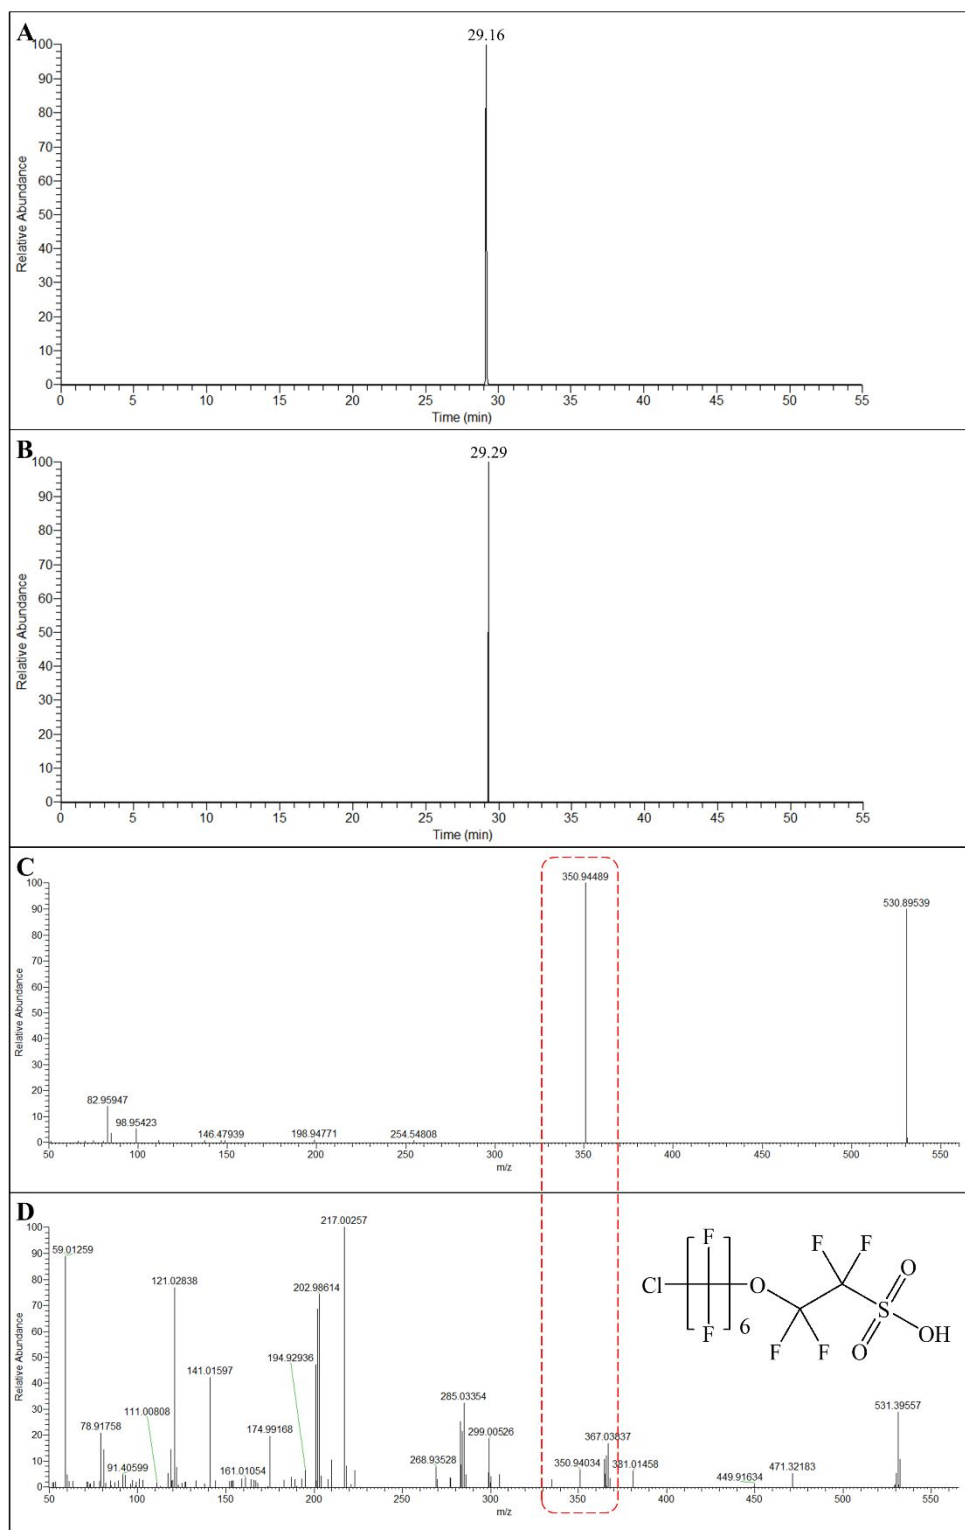 A
29.16
100
90
80
70
60
50
40
30
20
10
0
Relative Abundance
0 5 10 15 20 25 30 35 40 45 50 55
Time (min)
B
29.29
100
90
80
70
60
50
40
30
20
10
0
Relative Abundance
0 5 10 15 20 25 30 35 40 45 50 55
Time (min)
C
350.94489
530.89539
82.95947
98.95423
146.47939
198.94771
254.54808
100
90
80
70
60
50
40
30
20
10
0
Relative Abundance
50 100 150 200 250 300 350 400 450 500 550
m/z
D
217.00257
59.01259
121.02838
202.98614
194.92936
141.01597
111.00808
78.91758
174.99168
285.03354
91.40599
161.01054
268.93528
299.00526
350.94034
367.03837
381.01458
449.91634
471.32183
531.39557
100
90
80
70
60
50
40
30
20
10
0
Relative Abundance
50 100 150 200 250 300 350 400 450 500 550
m/z
F
F F
Cl
O
O
S
OH
F 6
F F
O